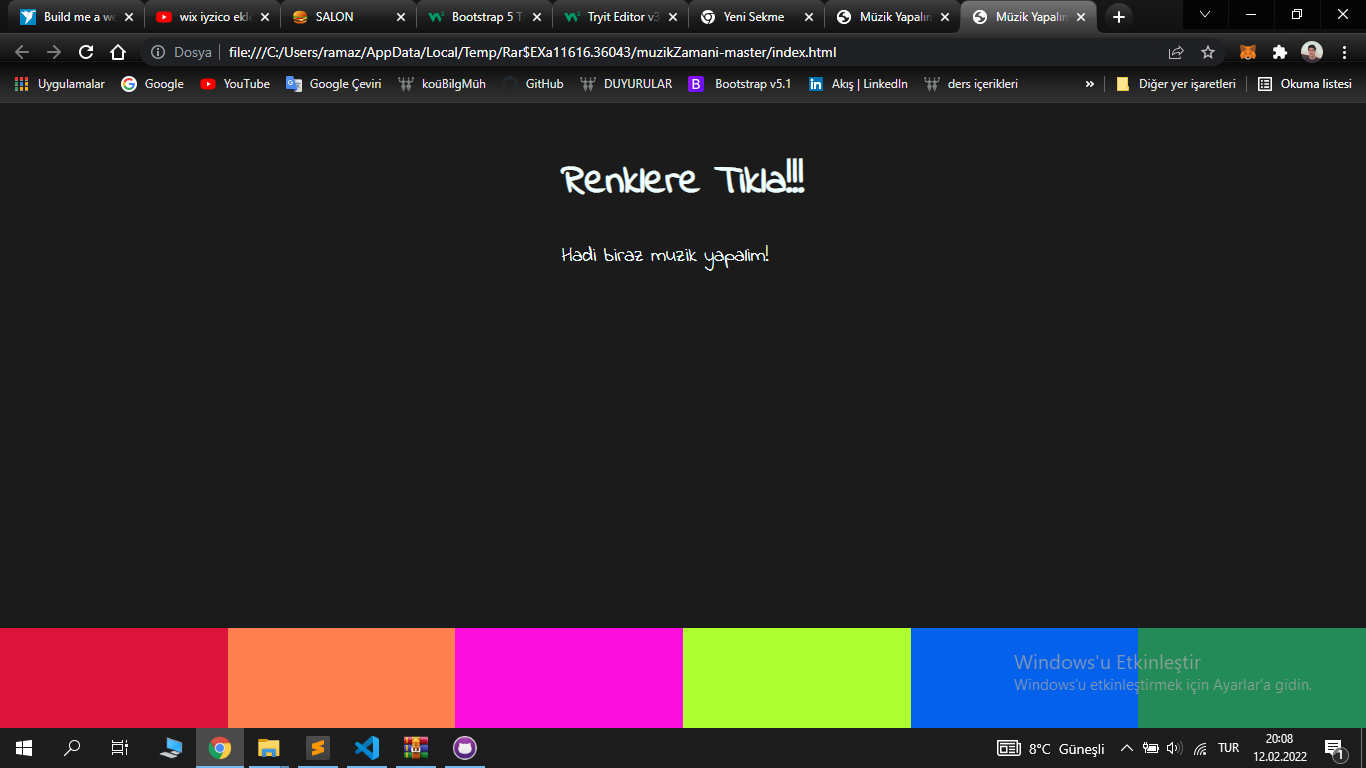 Build me a we
wix iyzico ekle
SALON
Bootstrap 5 T
Tryit Editor v3
Yeni Sekme
Müzik Yapalım
Müzik Yapalım
Dosya
file:///C:/Users/ramaz/AppData/Local/Temp/Rar$EXa11616.36043/muzikZamani-master/index.html
Uygulamalar
Google
YouTube
Google Çeviri
koüBilgMüh
GitHub
DUYURULAR
Bootstrap v5.1
Akış | LinkedIn
ders içerikleri
»
Diğer yer işaretleri
Okuma listesi
Renklere Tikla!!!
Hadi biraz muzik yapalim!
Windows'u Etkinleştir
Windows'u etkinleştirmek için Ayarlar'a gidin.
8°C Güneşli
TUR
20:08
12.02.2022
1